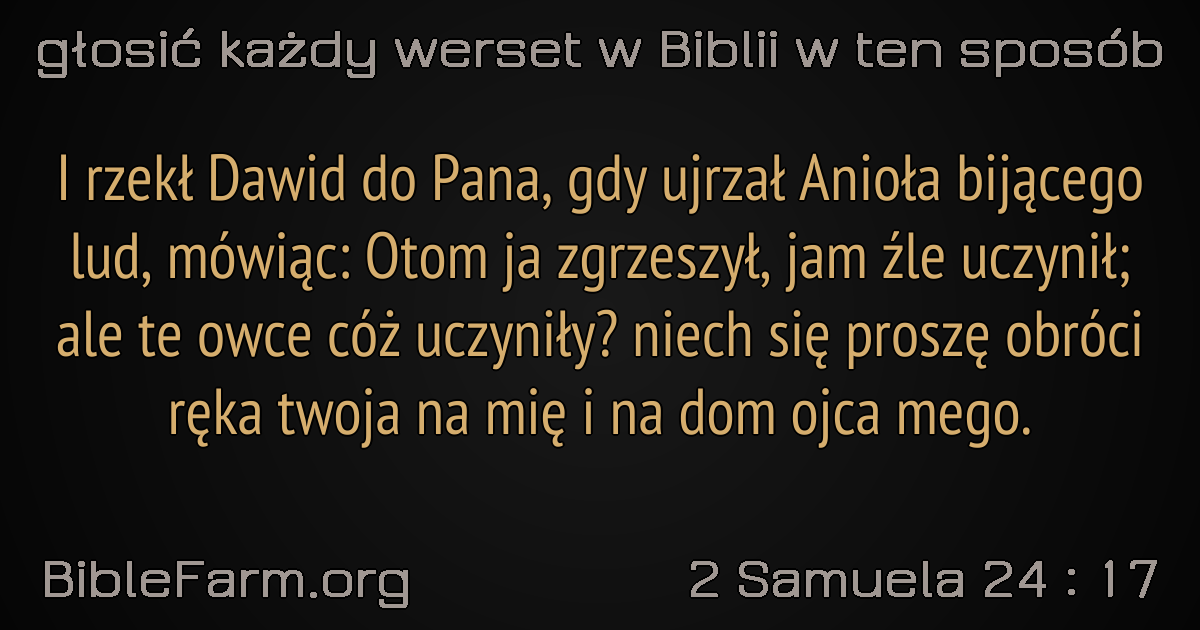 głosić każdy werset w Biblii w ten sposób
I rzekł Dawid do Pana, gdy ujrzał Anioła bijącego
lud, mówiąc: Otom ja zgrzeszył, jam źle uczynił;
ale te owce cóż uczyniły? niech się proszę obróci
ręka twoja na mię i na dom ojca mego.
BibleFarm.org
2 Samuela 24 : 17